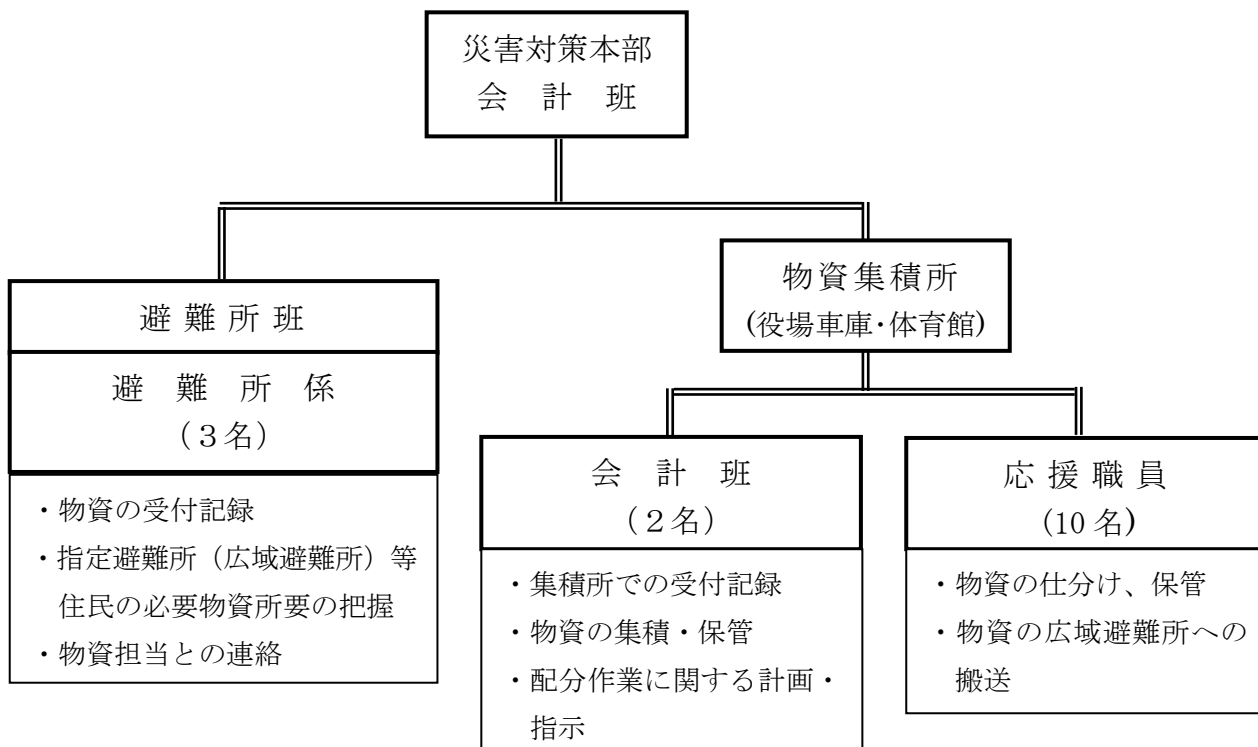 災害対策本部
会計班
物資集積所
(役場車庫・体育館)
避難所班
避難所係
(３名)
・物資の受付記録
・指定避難所（広域避難所）等
住民の必要物資所要の把握
・物資担当との連絡
会計班
(２名)
・集積所での受付記録
・物資の集積・保管
・配分作業に関する計画・
指示
応援職員
(10名)
・物資の仕分け、保管
・物資の広域避難所への
搬送